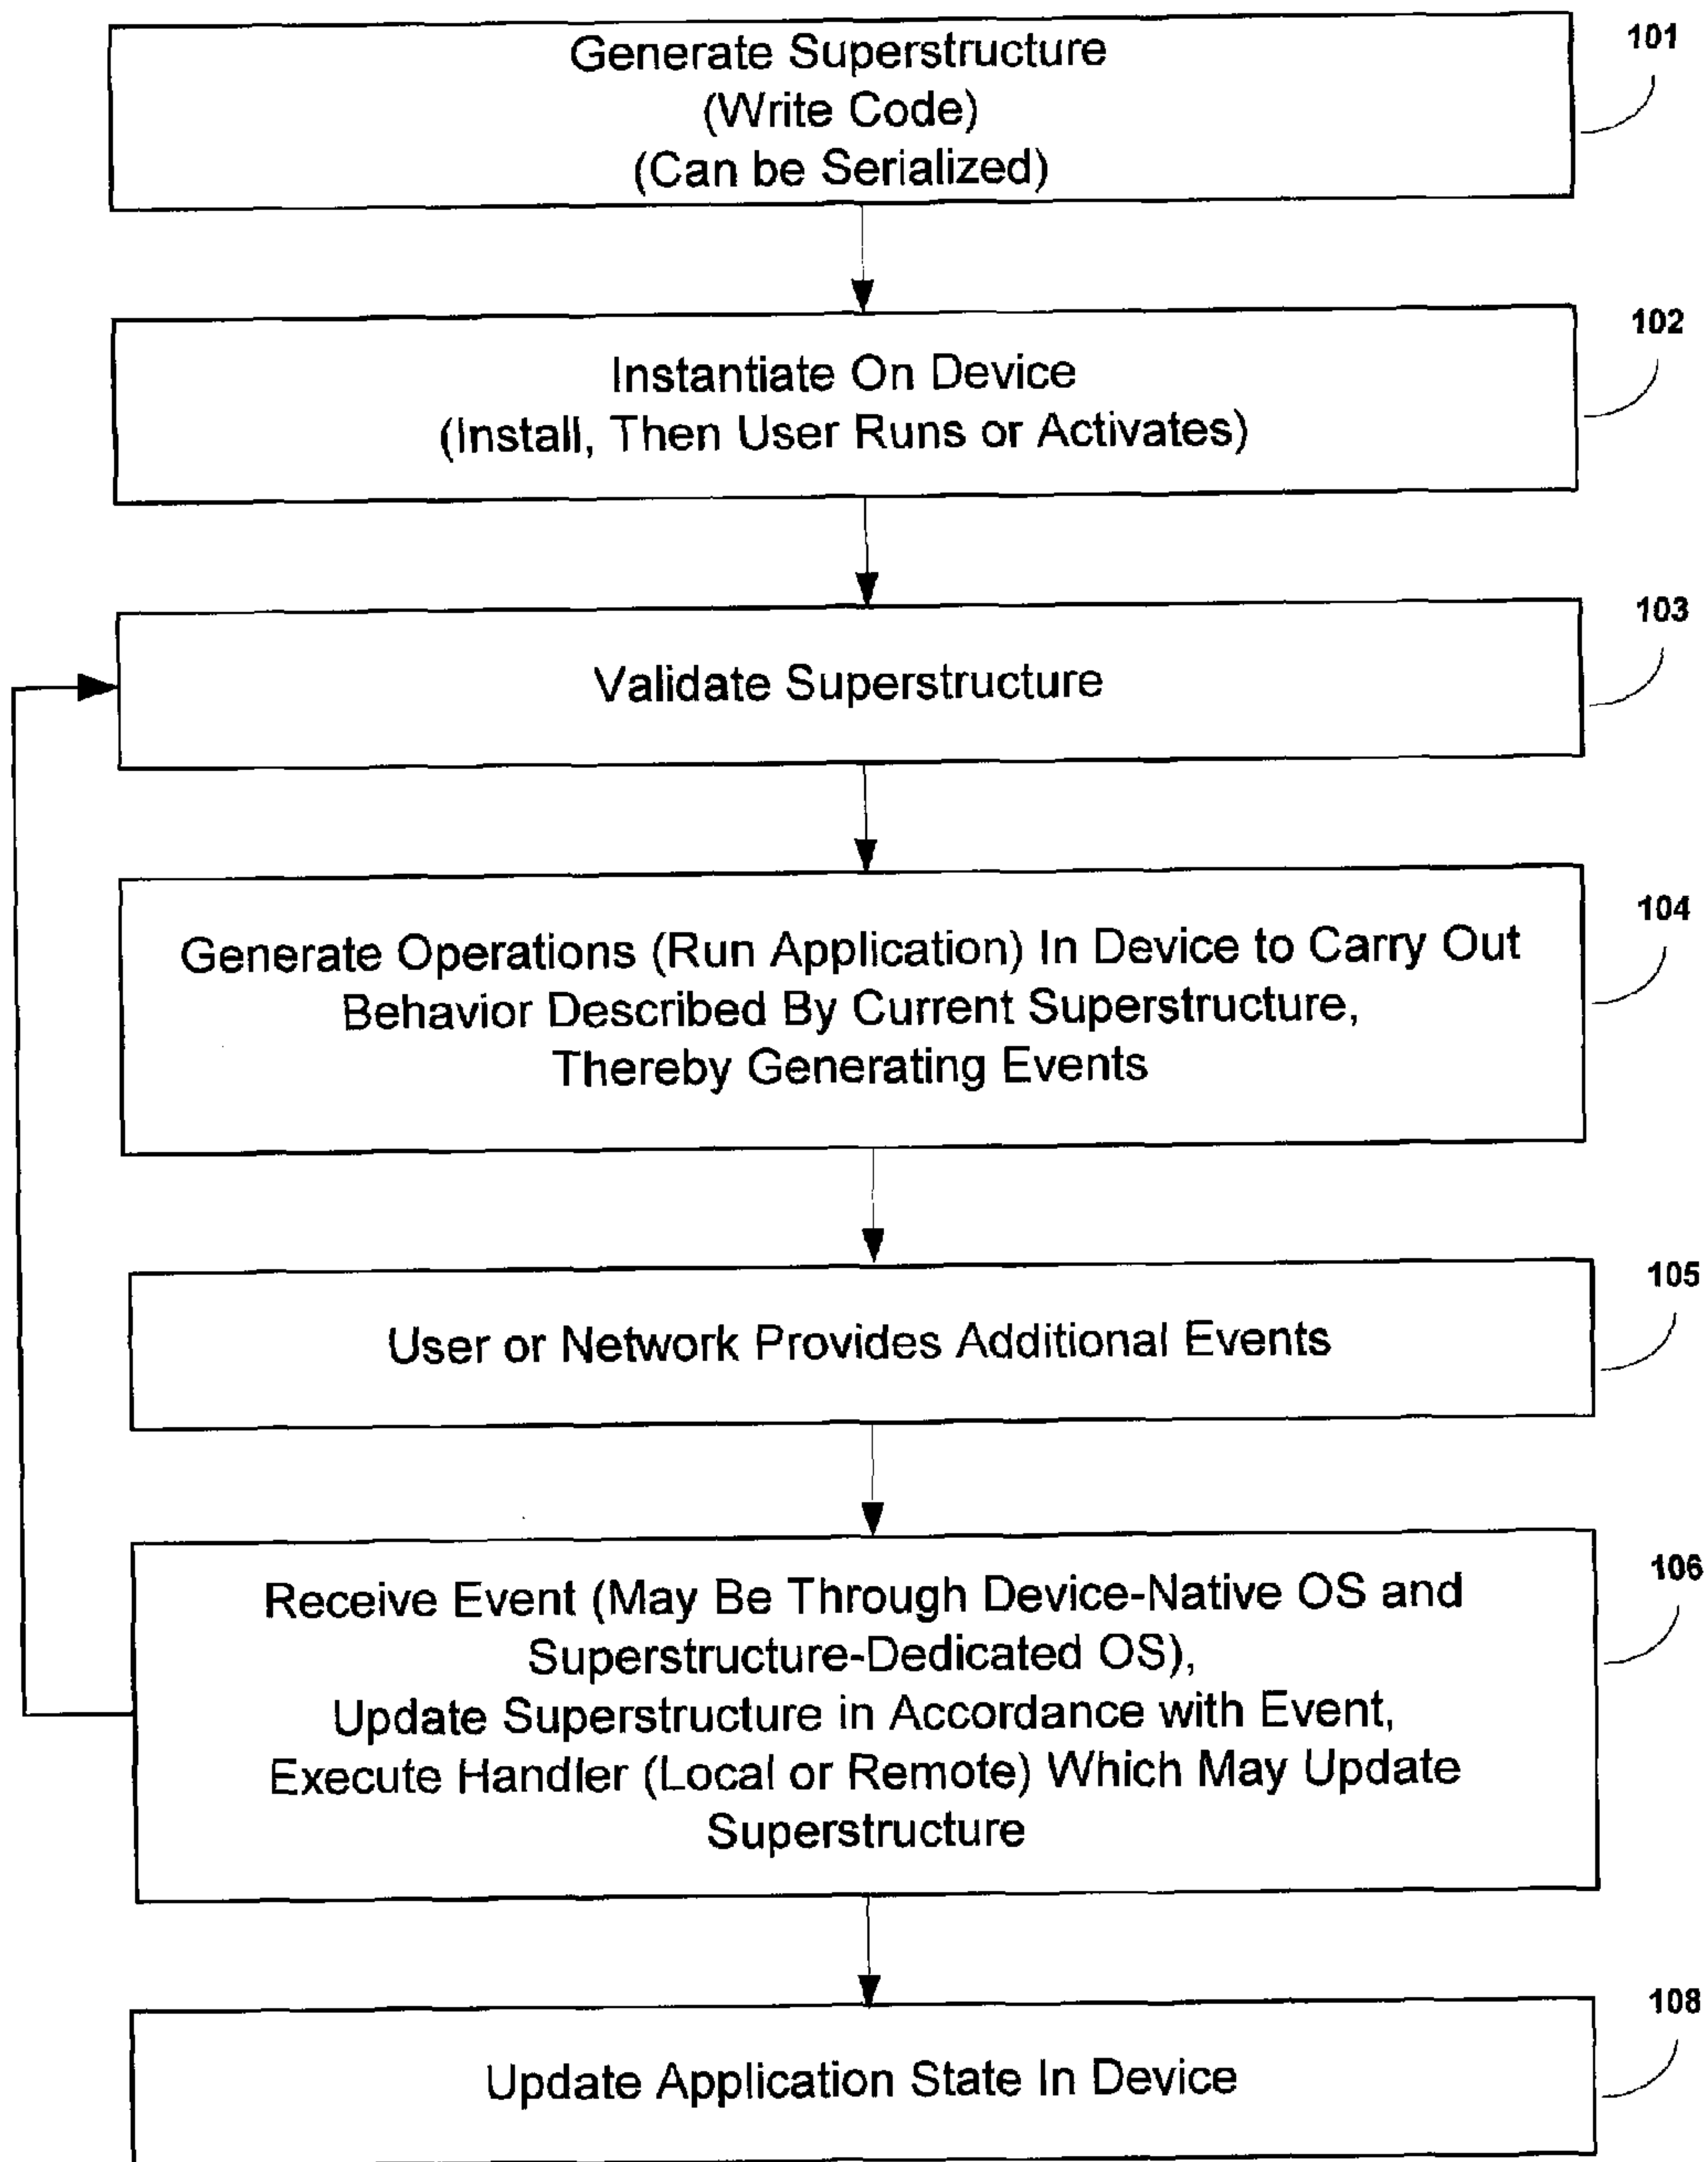 Generate Superstructure
(Write Code)
(Can be Serialized)
101
Instantiate On Device
(Install, Then User Runs or Activates)
102
Validate Superstructure
103
Generate Operations (Run Application) In Device to Carry Out
Behavior Described By Current Superstructure,
Thereby Generating Events
104
User or Network Provides Additional Events
105
Receive Event (May Be Through Device-Native OS and
Superstructure-Dedicated OS),
Update Superstructure in Accordance with Event,
Execute Handler (Local or Remote) Which May Update
Superstructure
106
Update Application State In Device
108